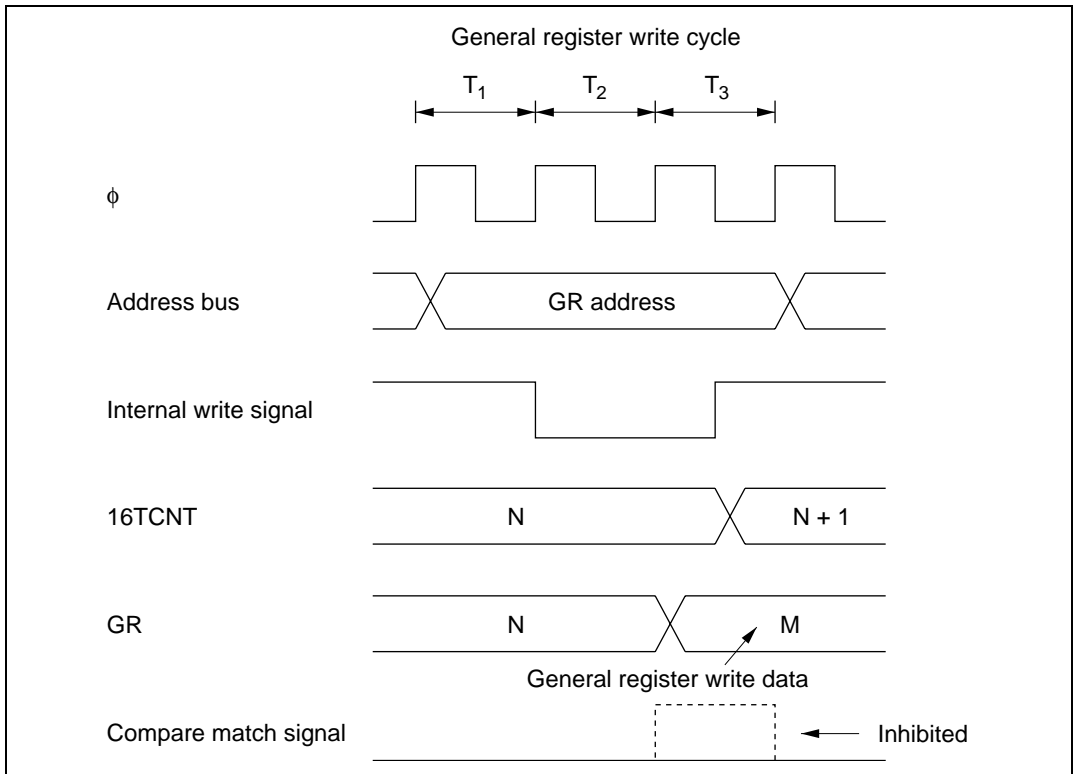 General register write cycle
T1 T2 T3
ϕ
Address bus GR address
Internal write signal
16TCNT N N + 1
GR N M
General register write data
Compare match signal Inhibited